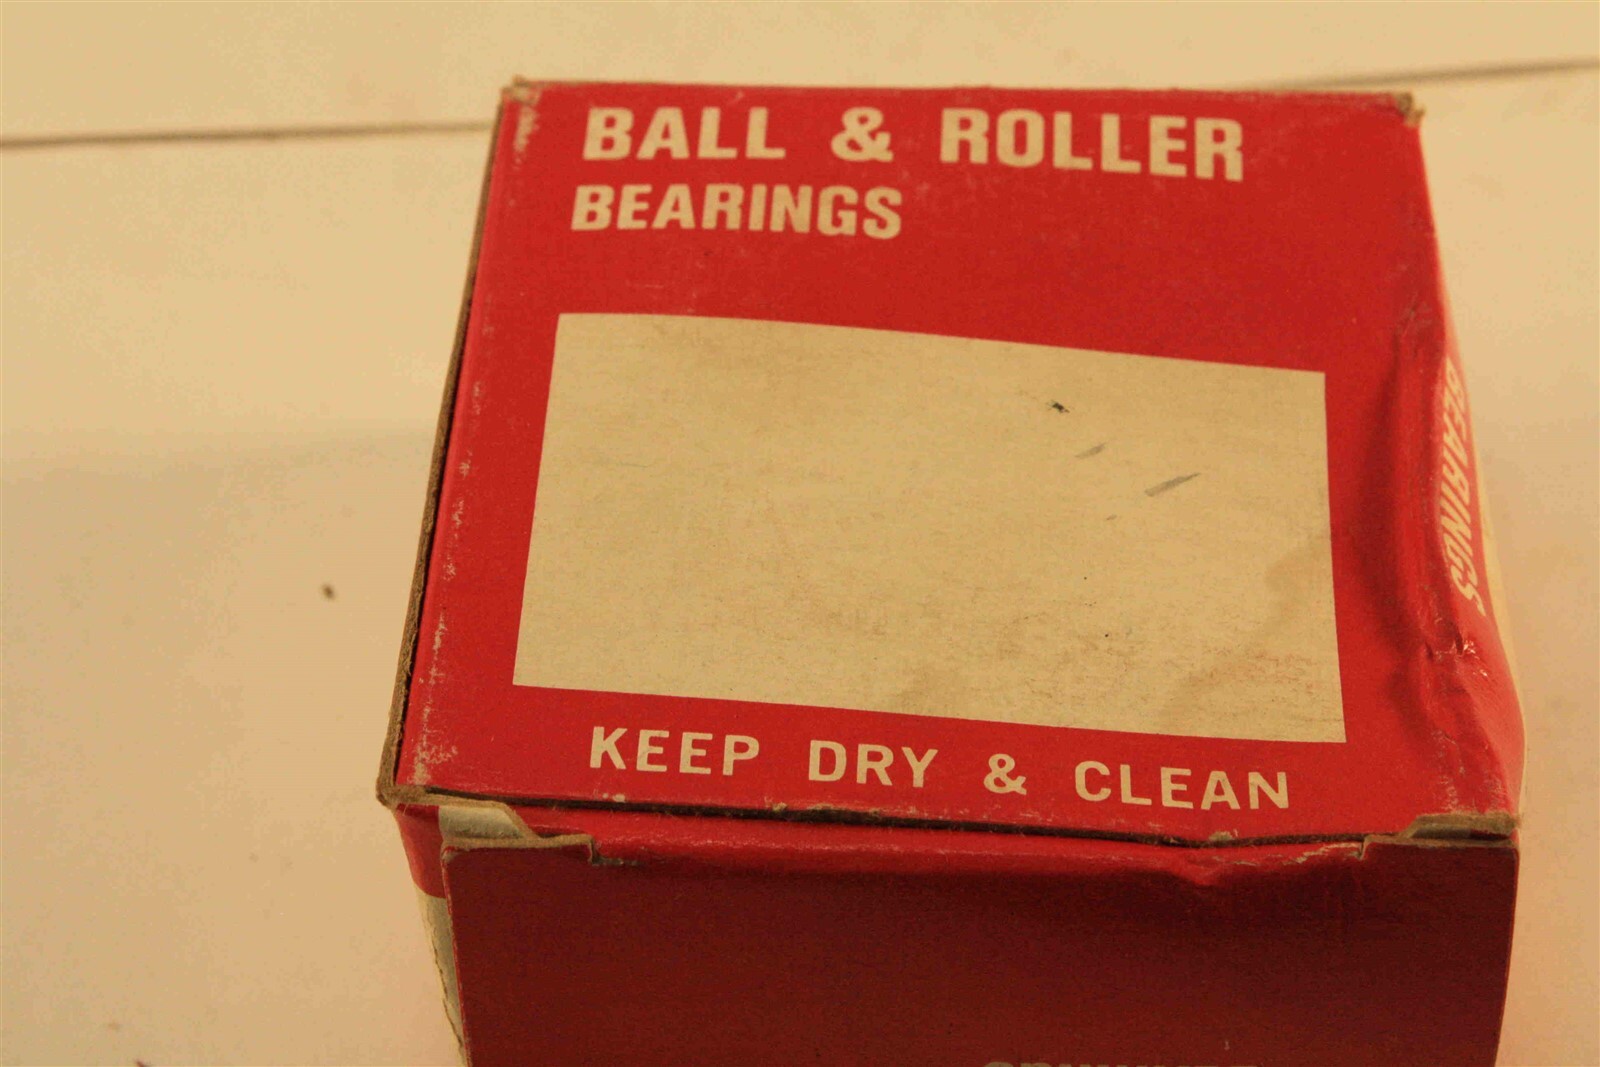 BALL & ROLLER
BEARINGS
KEEP DRY & CLEAN
BEARINGS